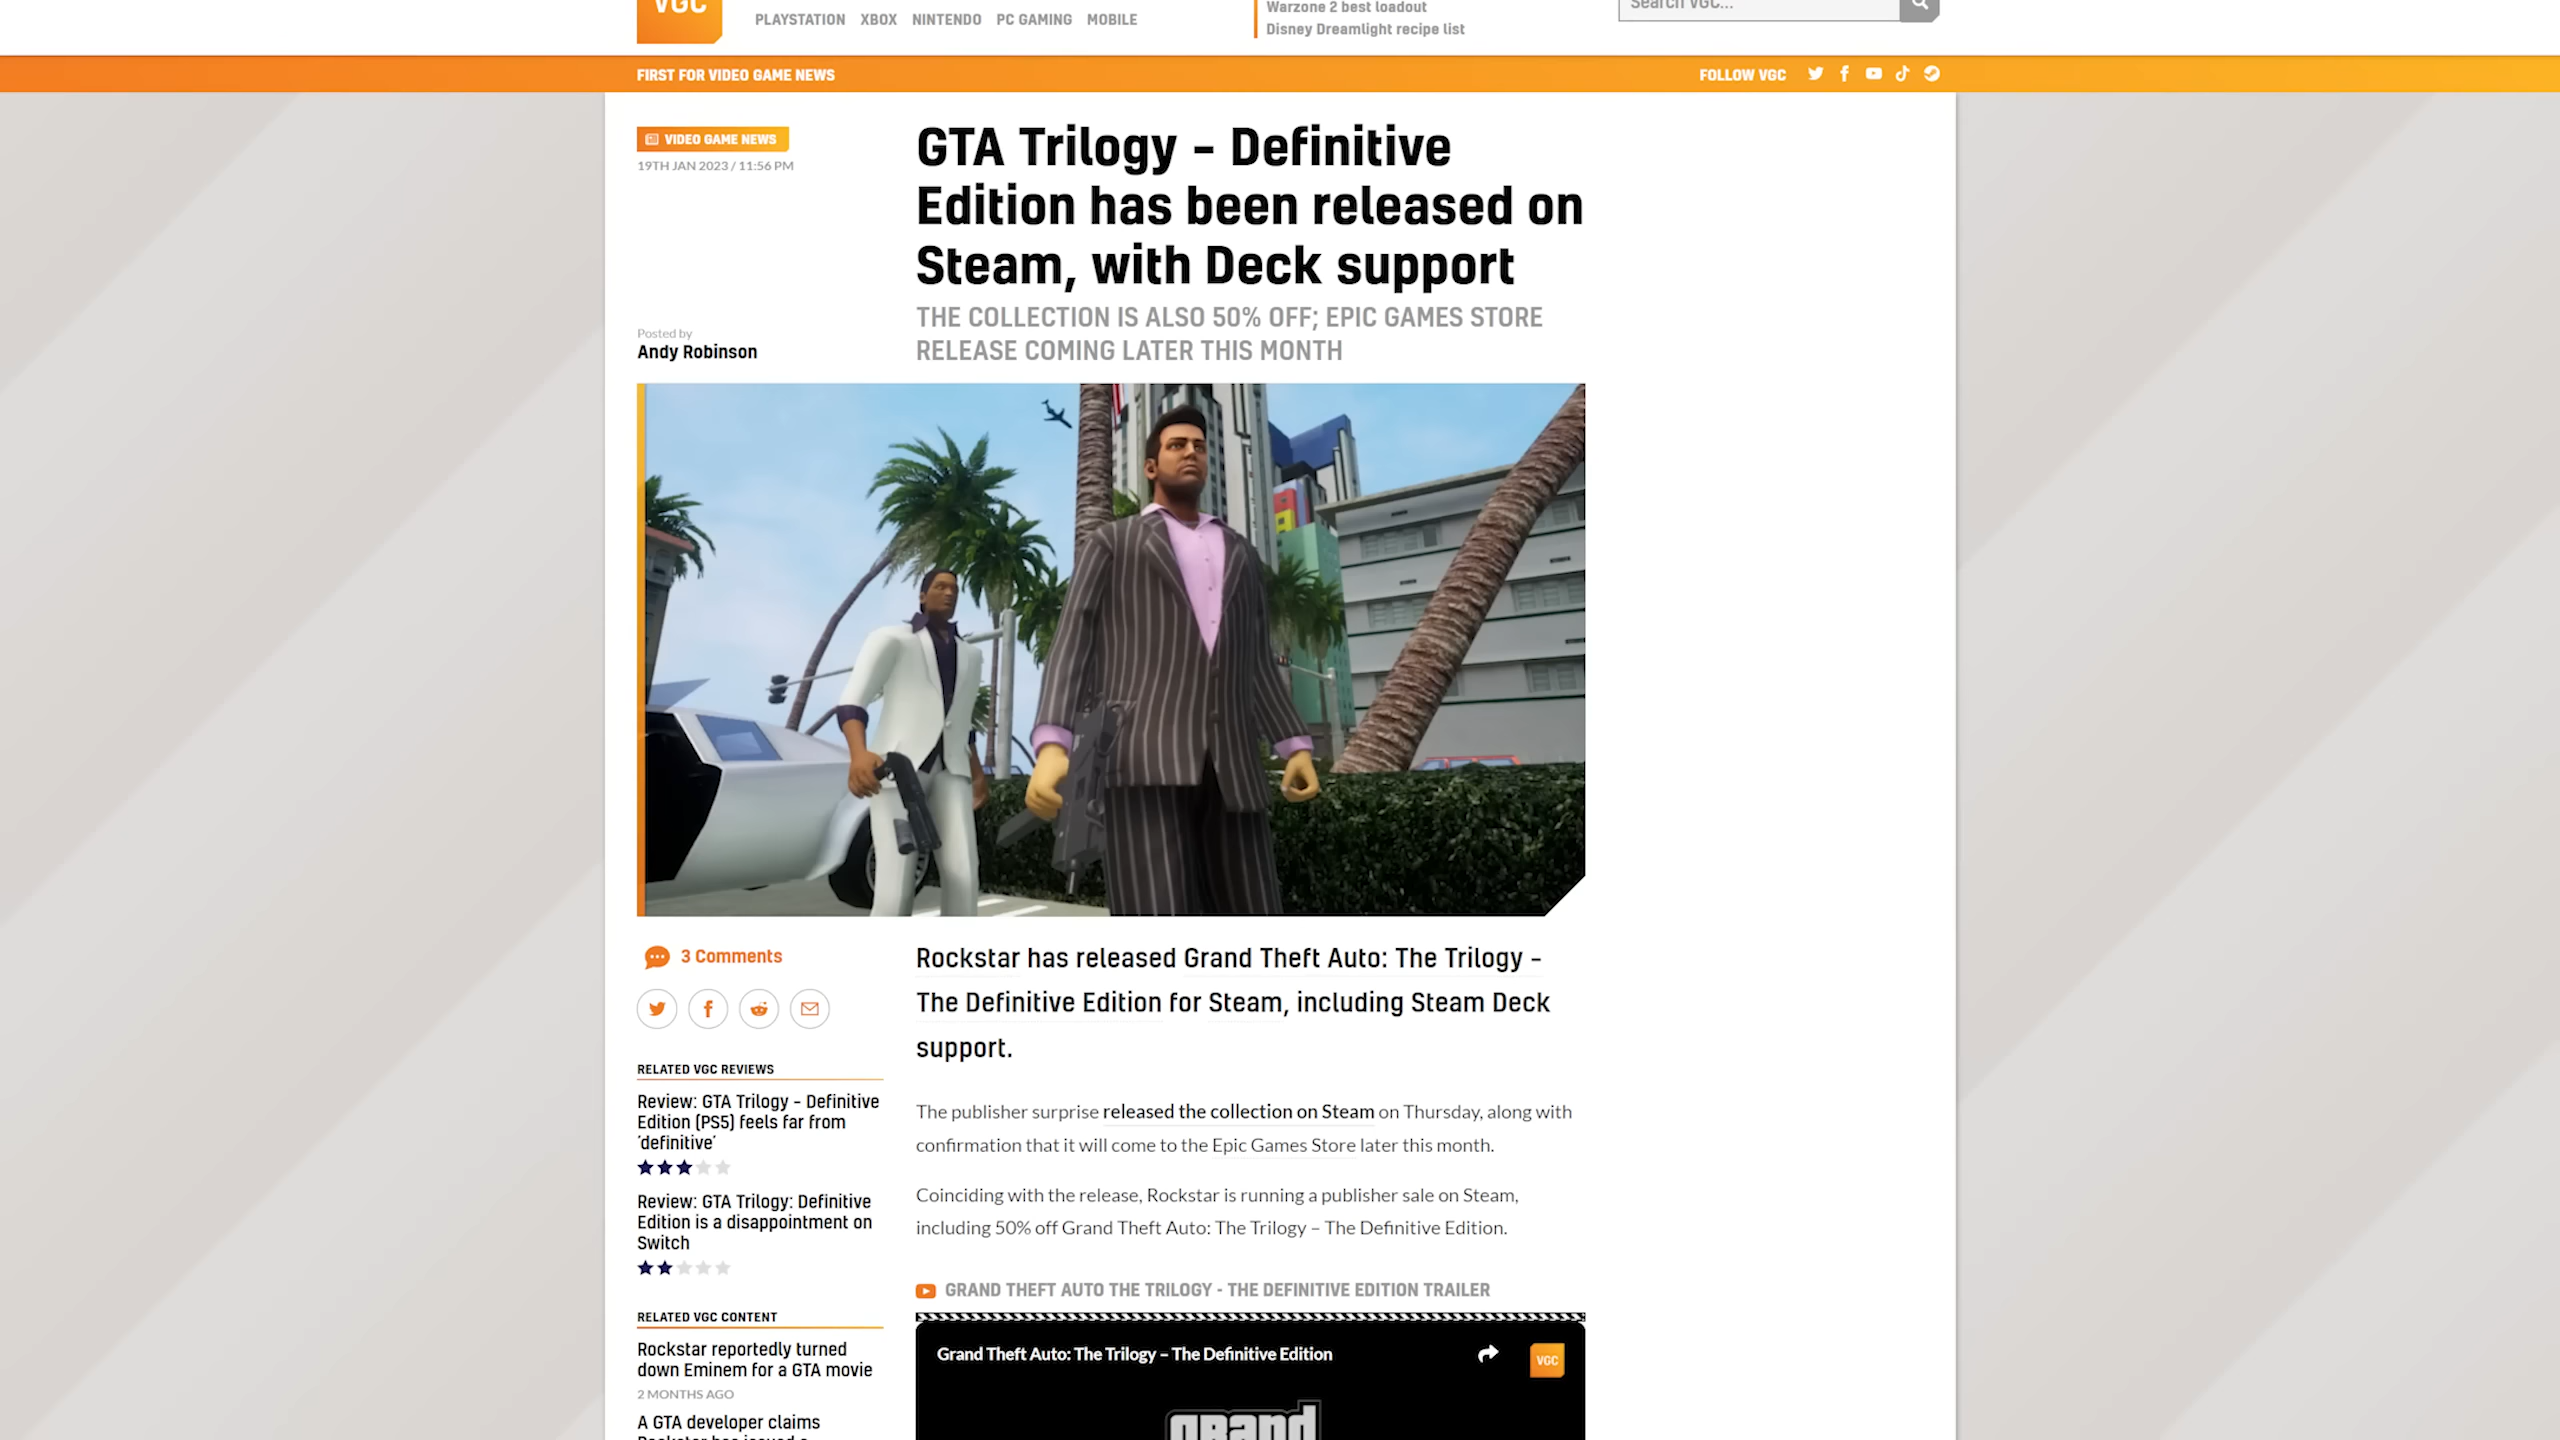 VGC
PLAYSTATION XBOX NINTENDO PC GAMING MOBILE
Warzone 2 best loadout
Disney Dreamlight recipe list
Search VGC...
FIRST FOR VIDEO GAME NEWS
FOLLOW VGC
VIDEO GAME NEWS
19TH JAN 2023 / 11:56 PM
GTA Trilogy – Definitive
Edition has been released on
Steam, with Deck support
THE COLLECTION IS ALSO 50% OFF; EPIC GAMES STORE
RELEASE COMING LATER THIS MONTH
Posted by
Andy Robinson
3 Comments
RELATED VGC REVIEWS
Review: GTA Trilogy – Definitive
Edition (PS5) feels far from
‘definitive’
Review: GTA Trilogy: Definitive
Edition is a disappointment on
Switch
RELATED VGC CONTENT
Rockstar reportedly turned
down Eminem for a GTA movie
2 MONTHS AGO
A GTA developer claims
Rockstar has issued a
Rockstar has released Grand Theft Auto: The Trilogy –
The Definitive Edition for Steam, including Steam Deck
support.
The publisher surprise released the collection on Steam on Thursday, along with
confirmation that it will come to the Epic Games Store later this month.
Coinciding with the release, Rockstar is running a publisher sale on Steam,
including 50% off Grand Theft Auto: The Trilogy – The Definitive Edition.
GRAND THEFT AUTO THE TRILOGY - THE DEFINITIVE EDITION TRAILER
Grand Theft Auto: The Trilogy – The Definitive Edition
VGC
grand